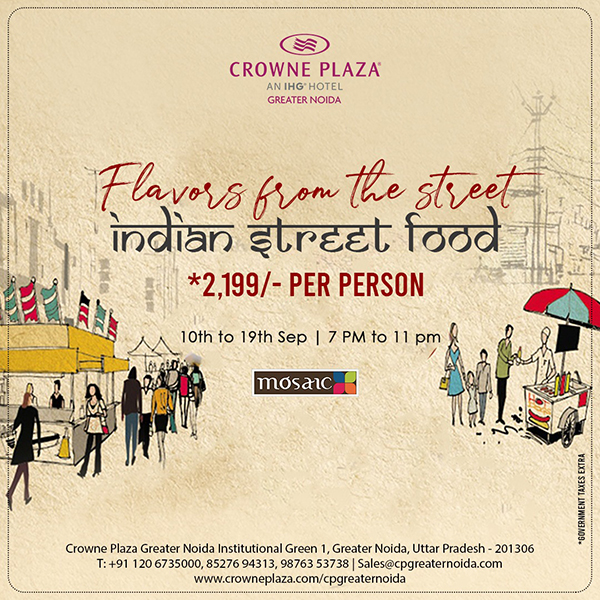 CROWNE PLAZA®
AN IHG® HOTEL
GREATER NOIDA
Flavors from the street
indian street food
*2,199/- PER PERSON
10th to 19th Sep | 7 PM to 11 pm
mosaic
*GOVERNMENT TAXES EXTRA
Crowne Plaza Greater Noida Institutional Green 1, Greater Noida, Uttar Pradesh - 201306
T: +91 120 6735000, 85276 94313, 98763 53738 | Sales@cpgreaternoida.com
www.crowneplaza.com/cpgreaternoida